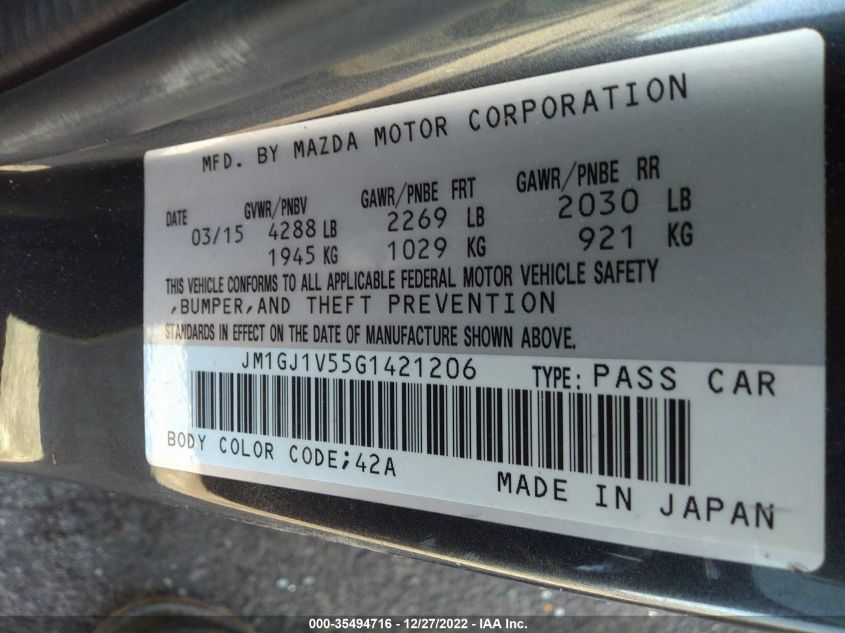 MFD. BY MAZDA MOTOR CORPORATION
DATE GVWR/PNBV GAWR/PNBE FRT GAWR/PNBE RR
03/15 4288 LB 2269 LB 2030 LB
1945 KG 1029 KG 921 KG
THIS VEHICLE CONFORMS TO ALL APPLICABLE FEDERAL MOTOR VEHICLE SAFETY
,BUMPER,AND THEFT PREVENTION
STANDARDS IN EFFECT ON THE DATE OF MANUFACTURE SHOWN ABOVE.
JM1GJ1V55G1421206 TYPE: PASS CAR
BODY COLOR CODE;42A
MADE IN JAPAN
000-35494716 - 12/27/2022 - IAA Inc.